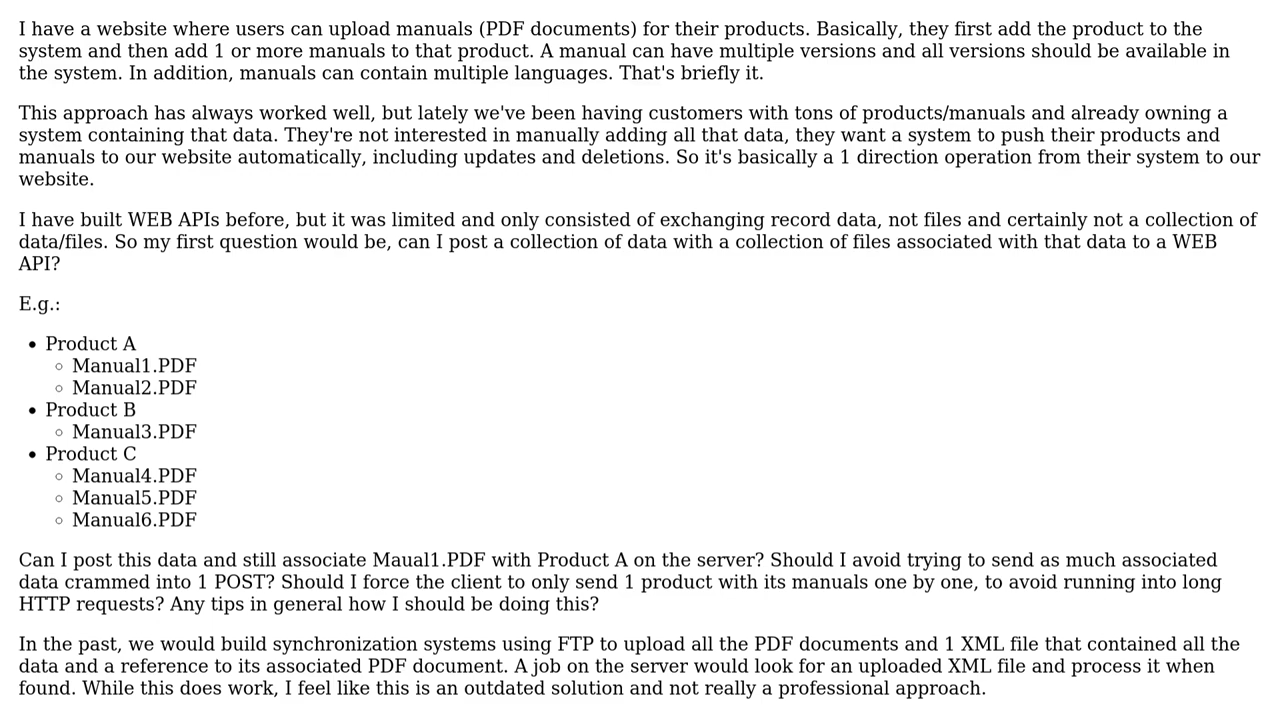 I have a website where users can upload manuals (PDF documents) for their products. Basically, they first add the product to the
system and then add 1 or more manuals to that product. A manual can have multiple versions and all versions should be available in
the system. In addition, manuals can contain multiple languages. That's briefly it.
This approach has always worked well, but lately we've been having customers with tons of products/manuals and already owning a
system containing that data. They're not interested in manually adding all that data, they want a system to push their products and
manuals to our website automatically, including updates and deletions. So it's basically a 1 direction operation from their system to our
website.
I have built WEB APIs before, but it was limited and only consisted of exchanging record data, not files and certainly not a collection of
data/files. So my first question would be, can I post a collection of data with a collection of files associated with that data to a WEB
API?
E.g.:
• Product A
◦ Manual1.PDF
◦ Manual2.PDF
• Product B
◦ Manual3.PDF
• Product C
◦ Manual4.PDF
◦ Manual5.PDF
◦ Manual6.PDF
Can I post this data and still associate Maual1.PDF with Product A on the server? Should I avoid trying to send as much associated
data crammed into 1 POST? Should I force the client to only send 1 product with its manuals one by one, to avoid running into long
HTTP requests? Any tips in general how I should be doing this?
In the past, we would build synchronization systems using FTP to upload all the PDF documents and 1 XML file that contained all the
data and a reference to its associated PDF document. A job on the server would look for an uploaded XML file and process it when
found. While this does work, I feel like this is an outdated solution and not really a professional approach.